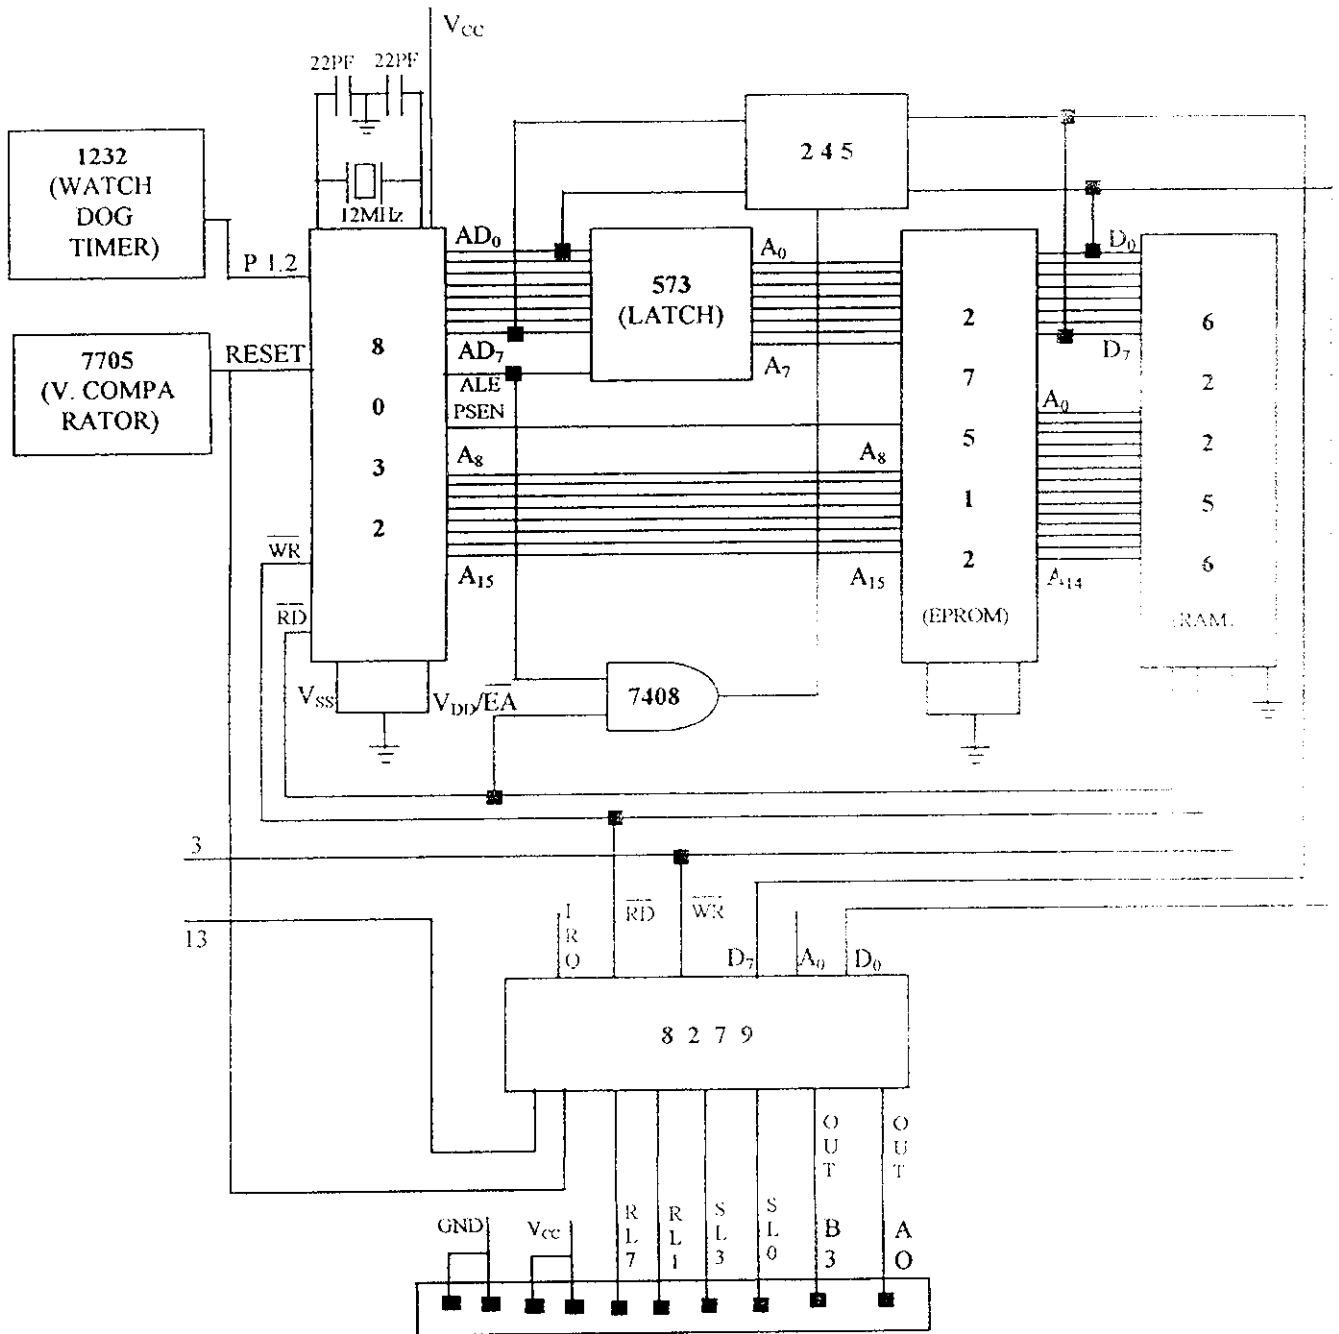 V_CC
22PF 22PF
1232
(WATCH
DOG
TIMER)
12MHz
2 4 5
P 1.2
AD0
573
(LATCH)
A0
D0
7705
(V. COMPA
RATOR)
RESET
AD7
A7
D7
ALE
PSEN
A8
A8
A0
8
0
3
2
2
7
5
1
2
(EPROM)
6
2
2
5
6
(RAM)
WR
RD
A15
A15
A14
VSS
VDD/EA
7408
3
13
I
R
Q
RD
WR
D7
A0
D0
8 2 7 9
GND
Vcc
R
L
7
R
L
1
S
L
3
S
L
0
O
U
T
B
3
O
U
T
A
O